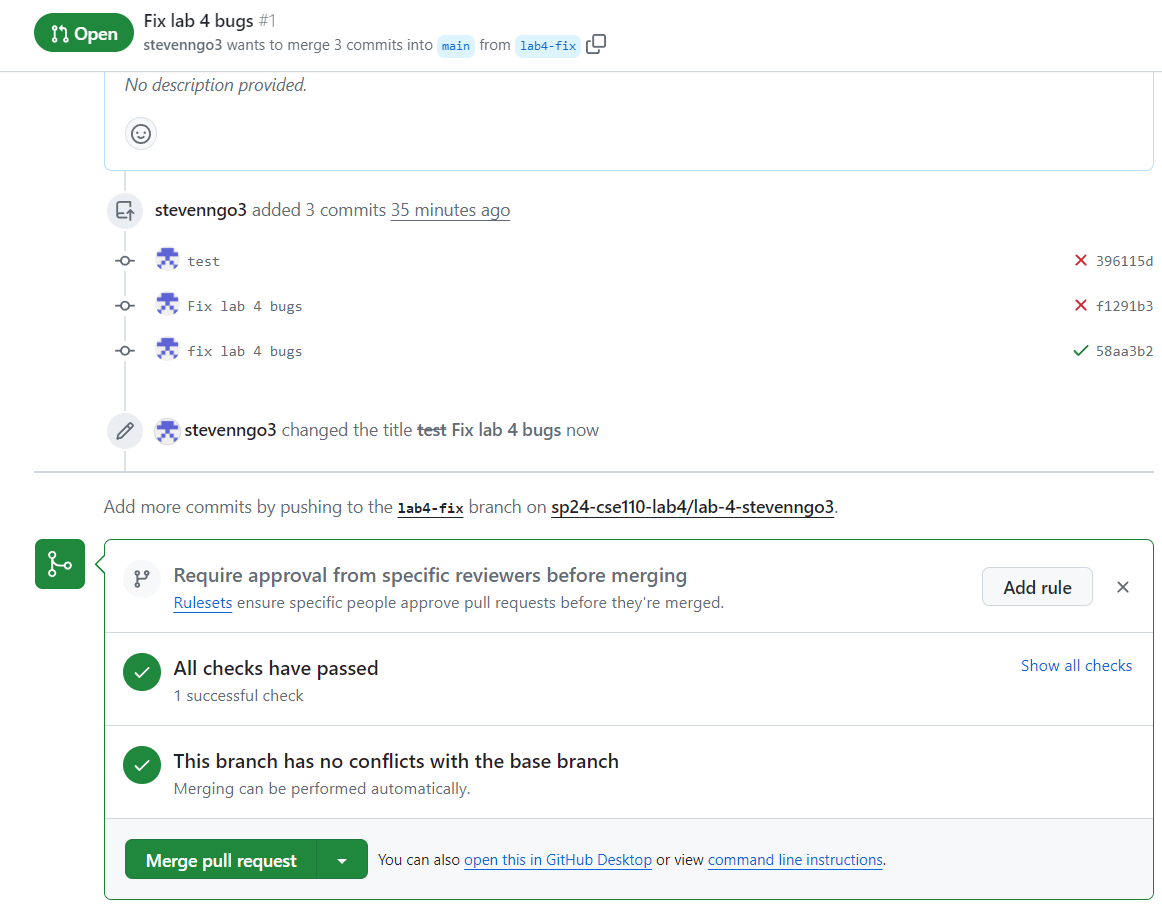 Open
Fix lab 4 bugs #1
stevenngo3 wants to merge 3 commits into main from lab4-fix
No description provided.
stevenngo3 added 3 commits 35 minutes ago
test 396115d
Fix lab 4 bugs f1291b3
fix lab 4 bugs 58aa3b2
stevenngo3 changed the title test Fix lab 4 bugs now
Add more commits by pushing to the lab4-fix branch on sp24-cse110-lab4/lab-4-stevenngo3.
Require approval from specific reviewers before merging
Rulesets ensure specific people approve pull requests before they're merged.
Add rule
All checks have passed
1 successful check
Show all checks
This branch has no conflicts with the base branch
Merging can be performed automatically.
Merge pull request
You can also open this in GitHub Desktop or view command line instructions.